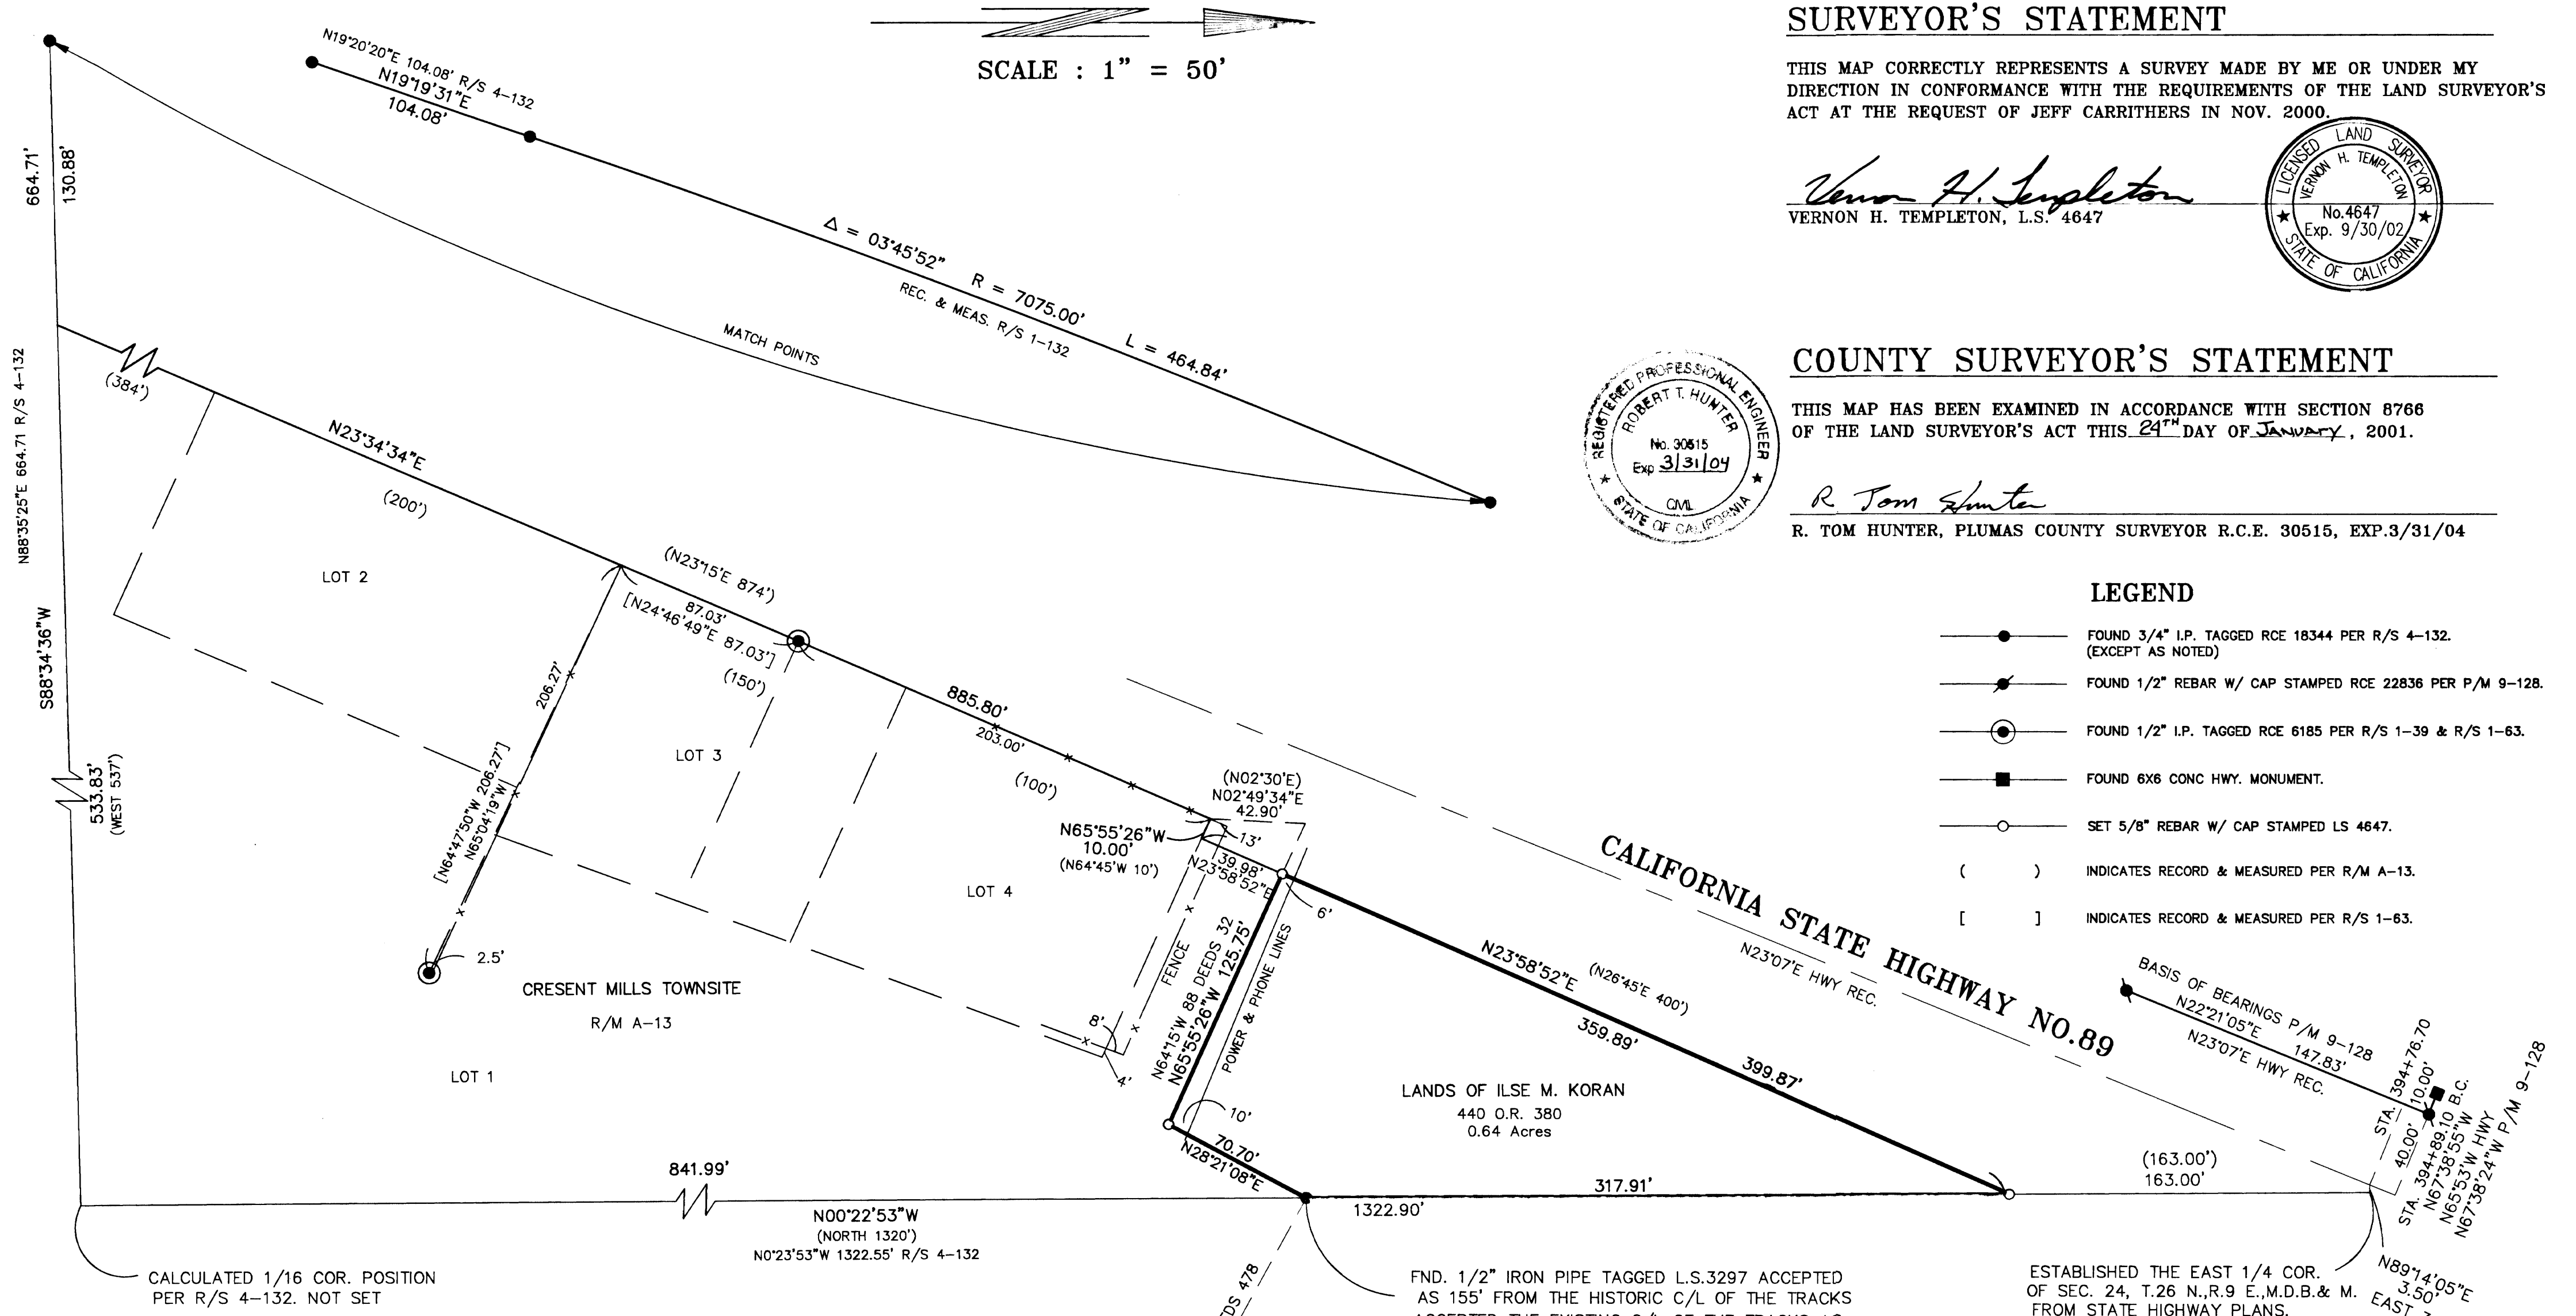 SCALE : 1" = 50'
N19°20'20"E 104.08' R/S 4-132
N19°19'31"E
104.08'
664.71'
130.88'
Δ = 03°45'52" R = 7075.00' L = 464.84'
REC. & MEAS. R/S 1-132
MATCH POINTS
N88°35'25"E 664.71 R/S 4-132
S88°34'36"W
533.83'
(WEST 537')
(384')
N23°34'34"E
(200')
LOT 2
(N23°15'E 874')
87.03'
[N24°46'49"E 87.03']
(150')
206.27'
[N64°47'50"W 206.27']
N65°04'19"W
2.5'
LOT 3
885.80'
203.00'
(100')
(N02°30'E)
N02°49'34"E
42.90'
13'
N65°55'26"W
10.00'
(N64°45'W 10')
39.98'
N23°58'52"E
6'
LOT 4
FENCE
8'
4'
N64°15'W 88 DEEDS 32
N65°55'26"W 125.75'
POWER & PHONE LINES
10'
70.70'
N28°21'08"E
CRESENT MILLS TOWNSITE
R/M A-13
LOT 1
CALIFORNIA STATE HIGHWAY NO.89
N23°07'E HWY REC.
N23°58'52"E
(N26°45'E 400')
359.89'
399.87'
LANDS OF ILSE M. KORAN
440 O.R. 380
0.64 Acres
841.99'
N00°22'53"W
(NORTH 1320')
N0°23'53"W 1322.55' R/S 4-132
317.91'
1322.90'
(163.00')
163.00'
BASIS OF BEARINGS P/M 9-128
N22°21'05"E 147.83'
N23°07'E HWY REC.
STA. 394+76.70
40.00' 10.00'
STA. 394+89.10 B.C.
N67°38'55"W
N65°53'W HWY
N67°38'24"W P/M 9-128
N89°14'05"E
3.50'
EAST
CALCULATED 1/16 COR. POSITION
PER R/S 4-132. NOT SET
478
FND. 1/2" IRON PIPE TAGGED L.S.3297 ACCEPTED
AS 155' FROM THE HISTORIC C/L OF THE TRACKS
ACCEPTED THE EXISTING C/L OF THE TRACKS AS
ESTABLISHED THE EAST 1/4 COR.
OF SEC. 24, T.26 N.,R.9 E.,M.D.B.& M.
FROM STATE HIGHWAY PLANS.
SURVEYOR'S STATEMENT
THIS MAP CORRECTLY REPRESENTS A SURVEY MADE BY ME OR UNDER MY
DIRECTION IN CONFORMANCE WITH THE REQUIREMENTS OF THE LAND SURVEYOR'S
ACT AT THE REQUEST OF JEFF CARRITHERS IN NOV. 2000.
Vernon H. Templeton
VERNON H. TEMPLETON, L.S. 4647
LICENSED LAND SURVEYOR
VERNON H. TEMPLETON
No.4647
Exp. 9/30/02
STATE OF CALIFORNIA
COUNTY SURVEYOR'S STATEMENT
THIS MAP HAS BEEN EXAMINED IN ACCORDANCE WITH SECTION 8766
OF THE LAND SURVEYOR'S ACT THIS 24TH DAY OF JANUARY, 2001.
R Tom Hunter
R. TOM HUNTER, PLUMAS COUNTY SURVEYOR R.C.E. 30515, EXP.3/31/04
REGISTERED PROFESSIONAL ENGINEER
ROBERT T. HUNTER
No. 30515
Exp 3/31/04
CIVIL
STATE OF CALIFORNIA
LEGEND
FOUND 3/4" I.P. TAGGED RCE 18344 PER R/S 4-132.
(EXCEPT AS NOTED)
FOUND 1/2" REBAR W/ CAP STAMPED RCE 22836 PER P/M 9-128.
FOUND 1/2" I.P. TAGGED RCE 6185 PER R/S 1-39 & R/S 1-63.
FOUND 6X6 CONC HWY. MONUMENT.
SET 5/8" REBAR W/ CAP STAMPED LS 4647.
( ) INDICATES RECORD & MEASURED PER R/M A-13.
[ ] INDICATES RECORD & MEASURED PER R/S 1-63.